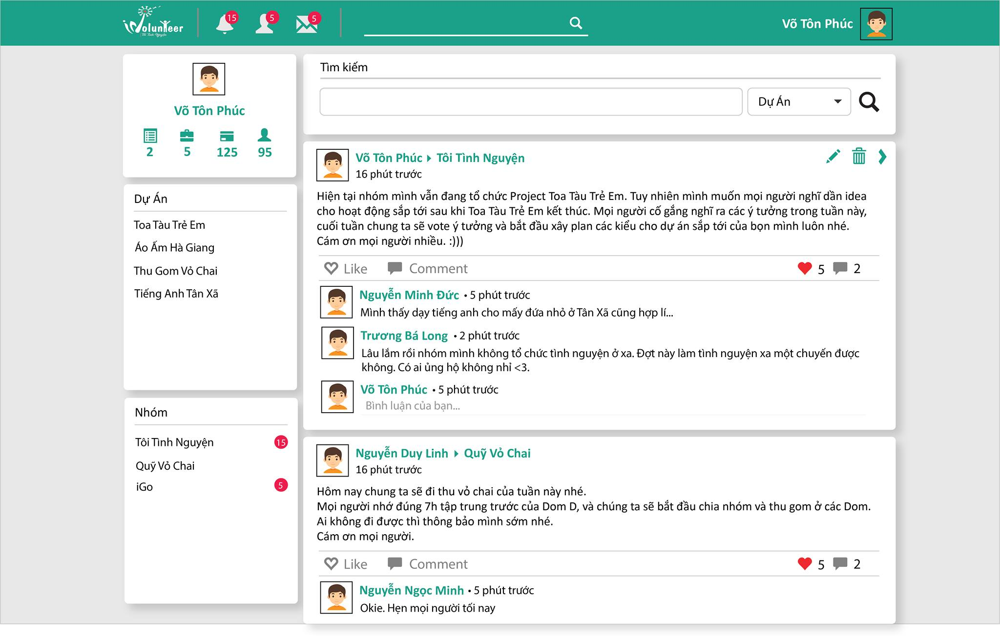 iVolunteer
Tôi Tình Nguyện
15
5
5
Võ Tôn Phúc
Võ Tôn Phúc
2
5
125
95
Dự Án
Toa Tàu Trẻ Em
Áo Ấm Hà Giang
Thu Gom Vỏ Chai
Tiếng Anh Tân Xã
Nhóm
Tôi Tình Nguyện 15
Quỹ Vỏ Chai
iGo 5
Tìm kiếm
Dự Án
Võ Tôn Phúc Tôi Tình Nguyện
16 phút trước
Hiện tại nhóm mình vẫn đang tổ chức Project Toa Tàu Trẻ Em. Tuy nhiên mình muốn mọi người nghĩ dần idea
cho hoạt động sắp tới sau khi Toa Tàu Trẻ Em kết thúc. Mọi người cố gắng nghĩ ra các ý tưởng trong tuần này,
cuối tuần chung ta sẽ vote ý tưởng và bắt đầu xây plan các kiểu cho dự án sắp tới của bọn mình luôn nhé.
Cám ơn mọi người nhiều. :)))
Like Comment 5 2
Nguyễn Minh Đức • 5 phút trước
Mình thấy dạy tiếng anh cho mấy đứa nhỏ ở Tân Xã cũng hợp lí...
Trương Bá Long • 2 phút trước
Lâu lắm rồi nhóm mình không tổ chức tình nguyện ở xa. Đợt này làm tình nguyện xa một chuyến được
không. Có ai ủng hộ không nhỉ <3.
Võ Tôn Phúc • 5 phút trước
Bình luận của bạn...
Nguyễn Duy Linh Quỹ Vỏ Chai
16 phút trước
Hôm nay chung ta sẽ đi thu vỏ chai của tuần này nhé.
Mọi người nhớ đúng 7h tập trung trước của Dom D, và chúng ta sẽ bắt đầu chia nhóm và thu gom ở các Dom.
Ai không đi được thì thông bảo mình sớm nhé.
Cám ơn mọi người.
Like Comment 5 2
Nguyễn Ngọc Minh • 5 phút trước
Okie. Hẹn mọi người tối nay